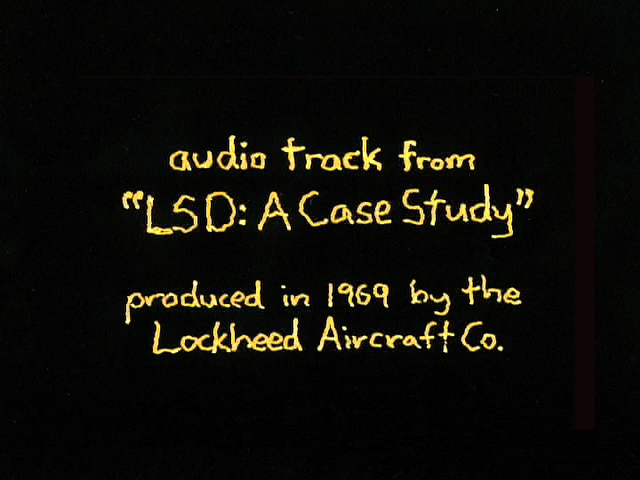 audio track from
"LSD: A Case Study"
produced in 1969 by the
Lockheed Aircraft Co.